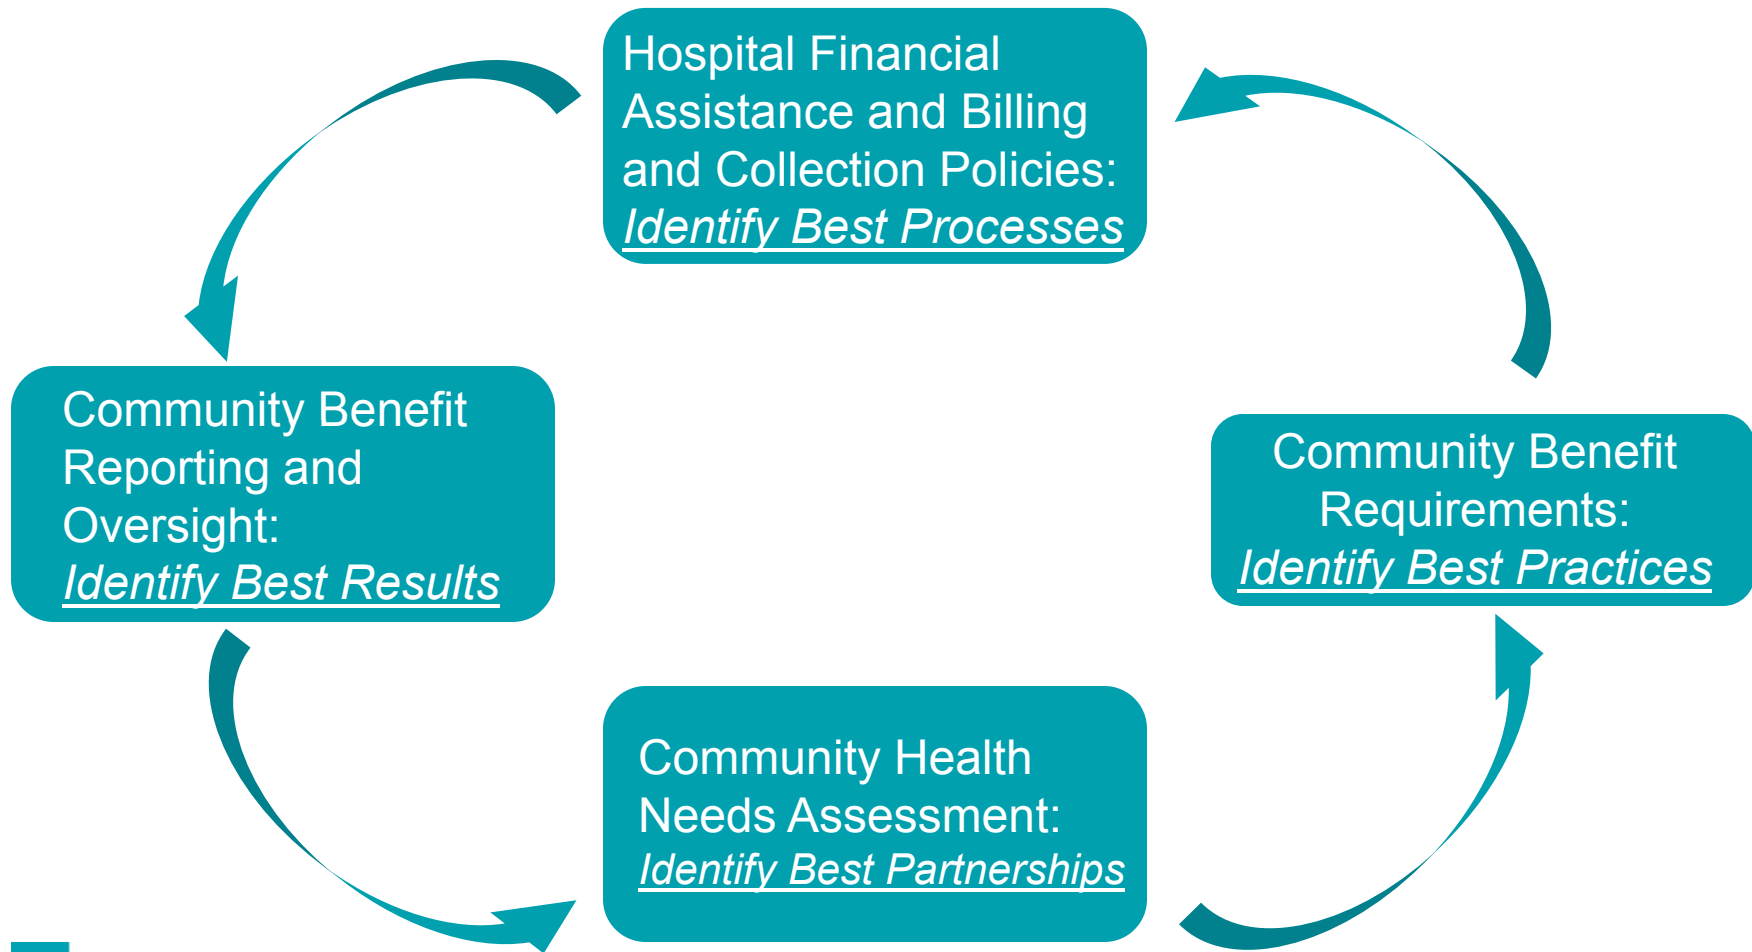 Hospital Financial
Assistance and Billing
and Collection Policies:
Identify Best Processes
Community Benefit
Reporting and
Oversight:
Identify Best Results
Community Benefit
Requirements:
Identify Best Practices
Community Health
Needs Assessment:
Identify Best Partnerships